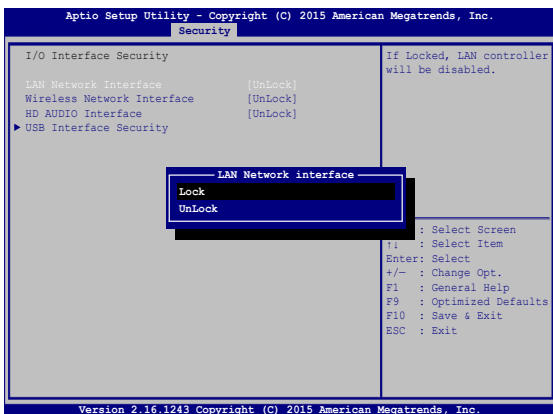 Aptio Setup Utility - Copyright (C) 2015 American Megatrends, Inc.
Security
I/O Interface Security
LAN Network Interface [UnLock]
Wireless Network Interface [UnLock]
HD AUDIO Interface [UnLock]
USB Interface Security
If Locked, LAN controller
will be disabled.
LAN Network interface
Lock
UnLock
: Select Screen
↑↓ : Select Item
Enter: Select
+/— : Change Opt.
F1 : General Help
F9 : Optimized Defaults
F10 : Save & Exit
ESC : Exit
Version 2.16.1243 Copyright (C) 2015 American Megatrends, Inc.